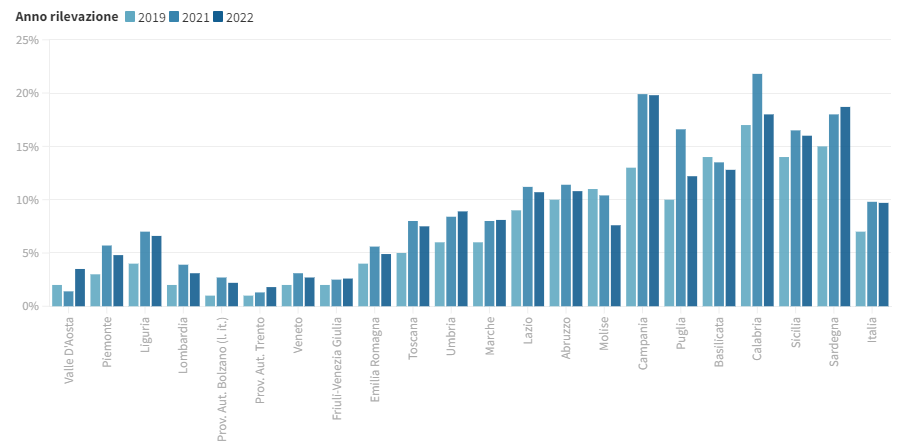 Anno rilevazione 2019 2021 2022
25%
20%
15%
10%
5%
0%
Valle D'Aosta
Piemonte
Liguria
Lombardia
Prov. Aut. Bolzano (l. it.)
Prov. Aut. Trento
Veneto
Friuli-Venezia Giulia
Emilia Romagna
Toscana
Umbria
Marche
Lazio
Abruzzo
Molise
Campania
Puglia
Basilicata
Calabria
Sicilia
Sardegna
Italia